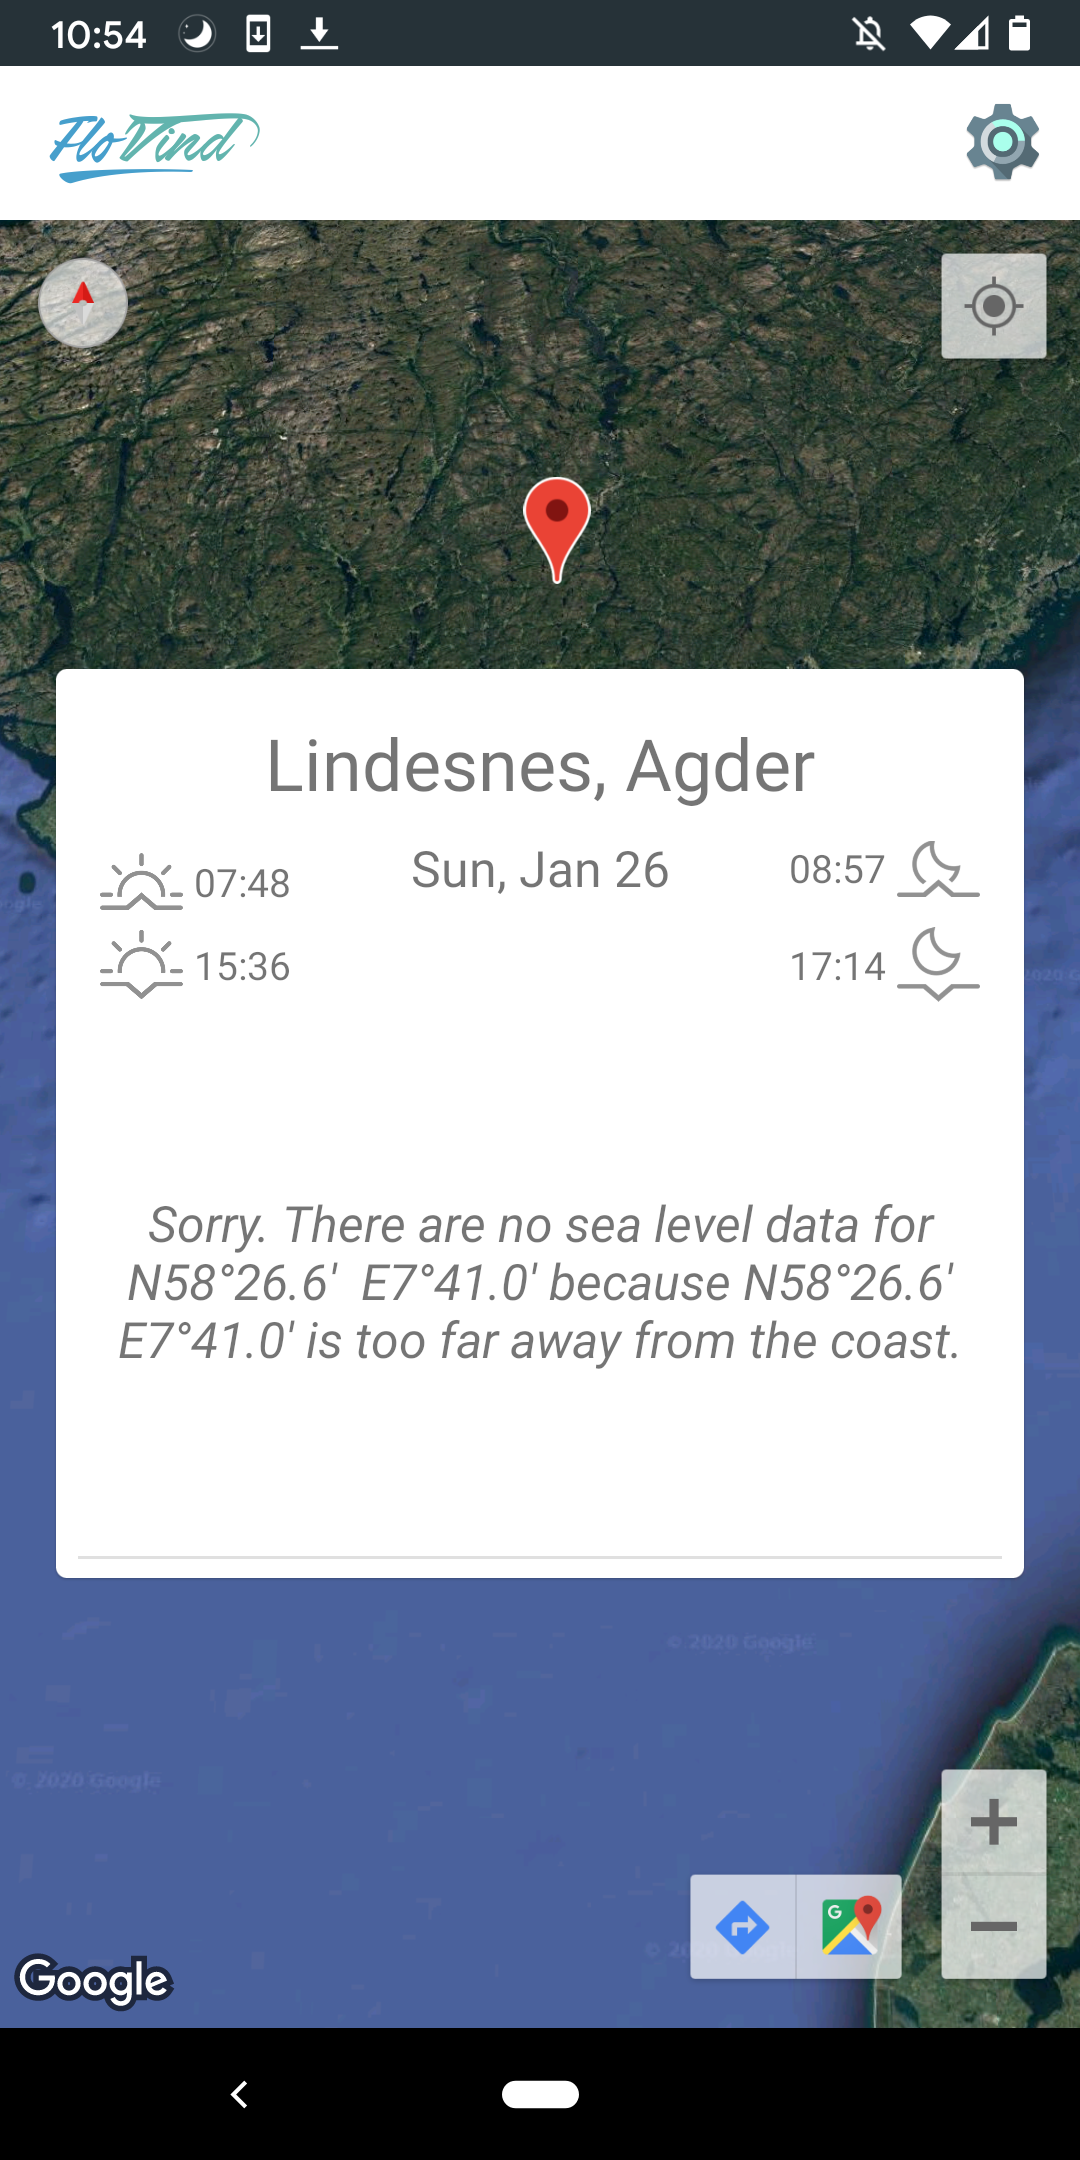 10:54
FloVind
Lindesnes, Agder
07:48 Sun, Jan 26 08:57
15:36 17:14
Sorry. There are no sea level data for
N58°26.6' E7°41.0' because N58°26.6'
E7°41.0' is too far away from the coast.
© 2020 Google
© 2020 Google
G
Google